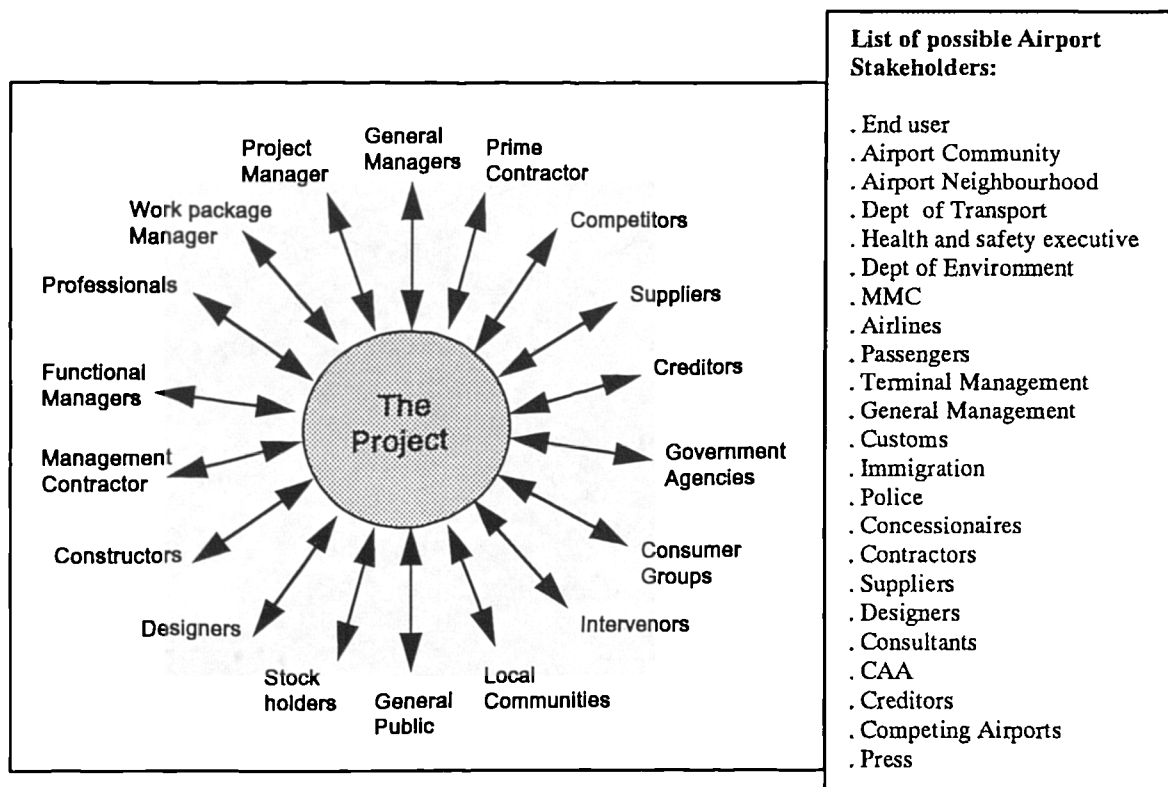 General
Managers
Prime
Contractor
Competitors
Suppliers
Creditors
Government
Agencies
Consumer
Groups
Intervenors
Local
Communities
General
Public
Stock
holders
Designers
Constructors
Management
Contractor
Functional
Managers
Professionals
Work package
Manager
Project
Manager
The
Project
List of possible Airport
Stakeholders:
. End user
. Airport Community
. Airport Neighbourhood
. Dept of Transport
. Health and safety executive
. Dept of Environment
. MMC
. Airlines
. Passengers
. Terminal Management
. General Management
. Customs
. Immigration
. Police
. Concessionaires
. Contractors
. Suppliers
. Designers
. Consultants
. CAA
. Creditors
. Competing Airports
. Press